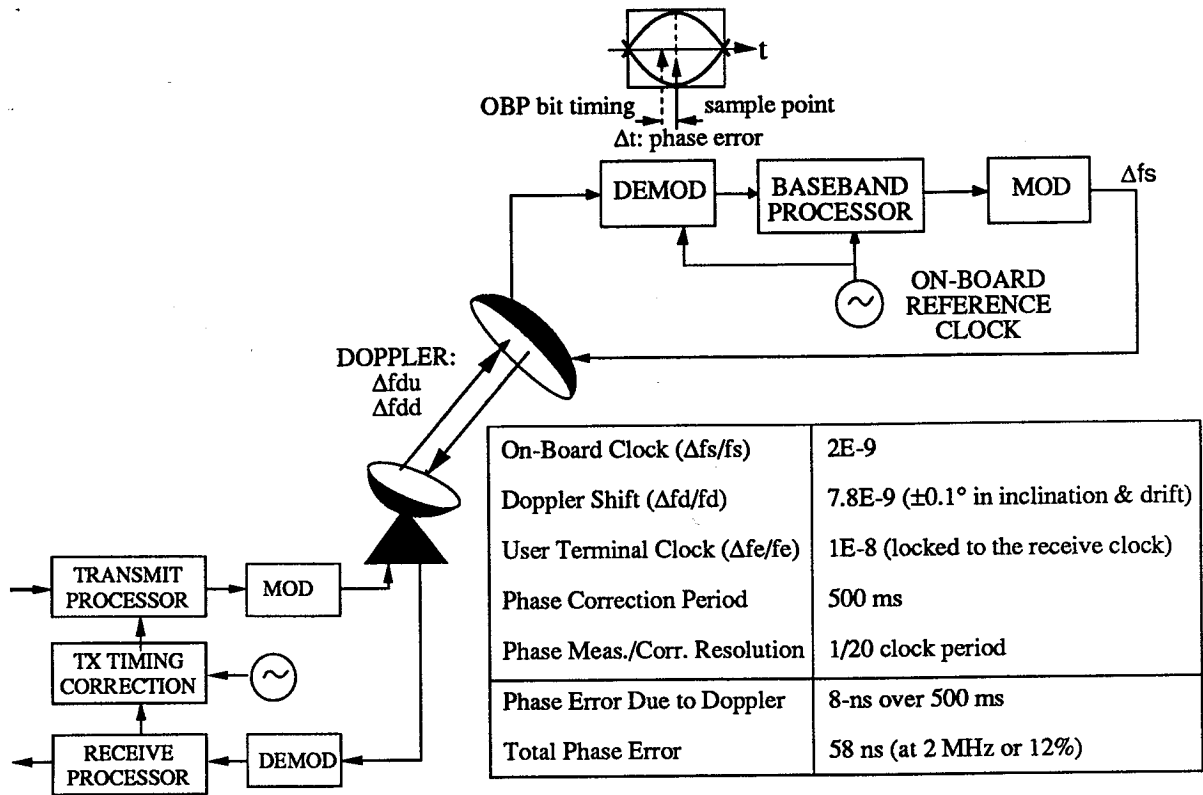 t
OBP bit timing
sample point
Δt: phase error
DEMOD
BASEBAND
PROCESSOR
MOD
Δfs
ON-BOARD
REFERENCE
CLOCK
DOPPLER:
Δfdu
Δfdd
On-Board Clock (Δfs/fs) 2E-9
Doppler Shift (Δfd/fd) 7.8E-9 (±0.1° in inclination & drift)
User Terminal Clock (Δfe/fe) 1E-8 (locked to the receive clock)
Phase Correction Period 500 ms
Phase Meas./Corr. Resolution 1/20 clock period
Phase Error Due to Doppler 8-ns over 500 ms
Total Phase Error 58 ns (at 2 MHz or 12%)
TRANSMIT
PROCESSOR
MOD
TX TIMING
CORRECTION
RECEIVE
PROCESSOR
DEMOD